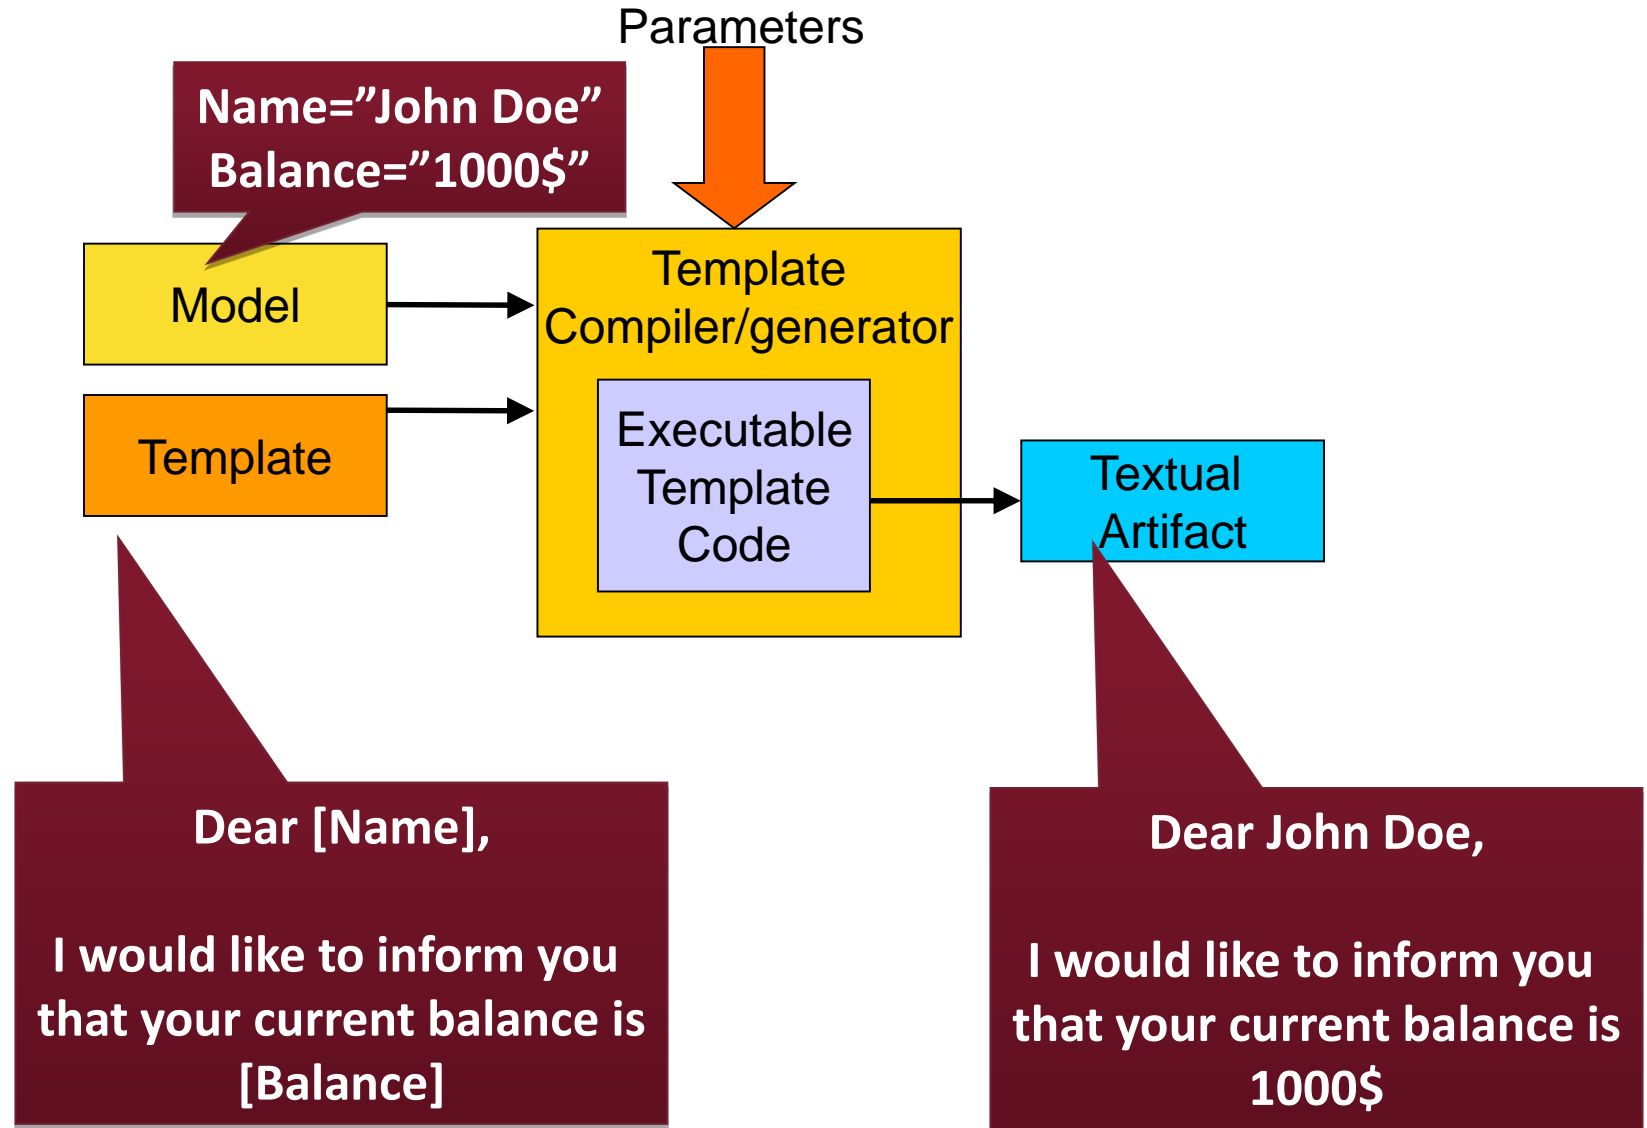 Parameters
Name=”John Doe”
Balance=”1000$”
Model
Template
Template
Compiler/generator
Executable
Template
Code
Textual
Artifact
Dear [Name],
I would like to inform you
that your current balance is
[Balance]
Dear John Doe,
I would like to inform you
that your current balance is
1000$